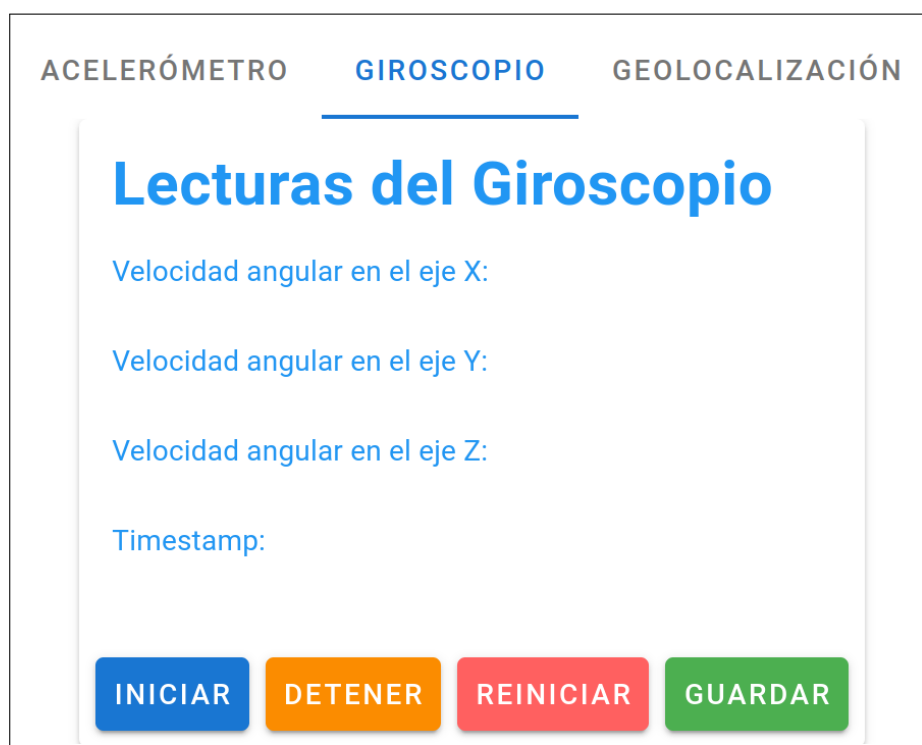 ACELERÓMETRO GIROSCOPIO GEOLOCALIZACIÓN
Lecturas del Giroscopio
Velocidad angular en el eje X:
Velocidad angular en el eje Y:
Velocidad angular en el eje Z:
Timestamp:
INICIAR DETENER REINICIAR GUARDAR